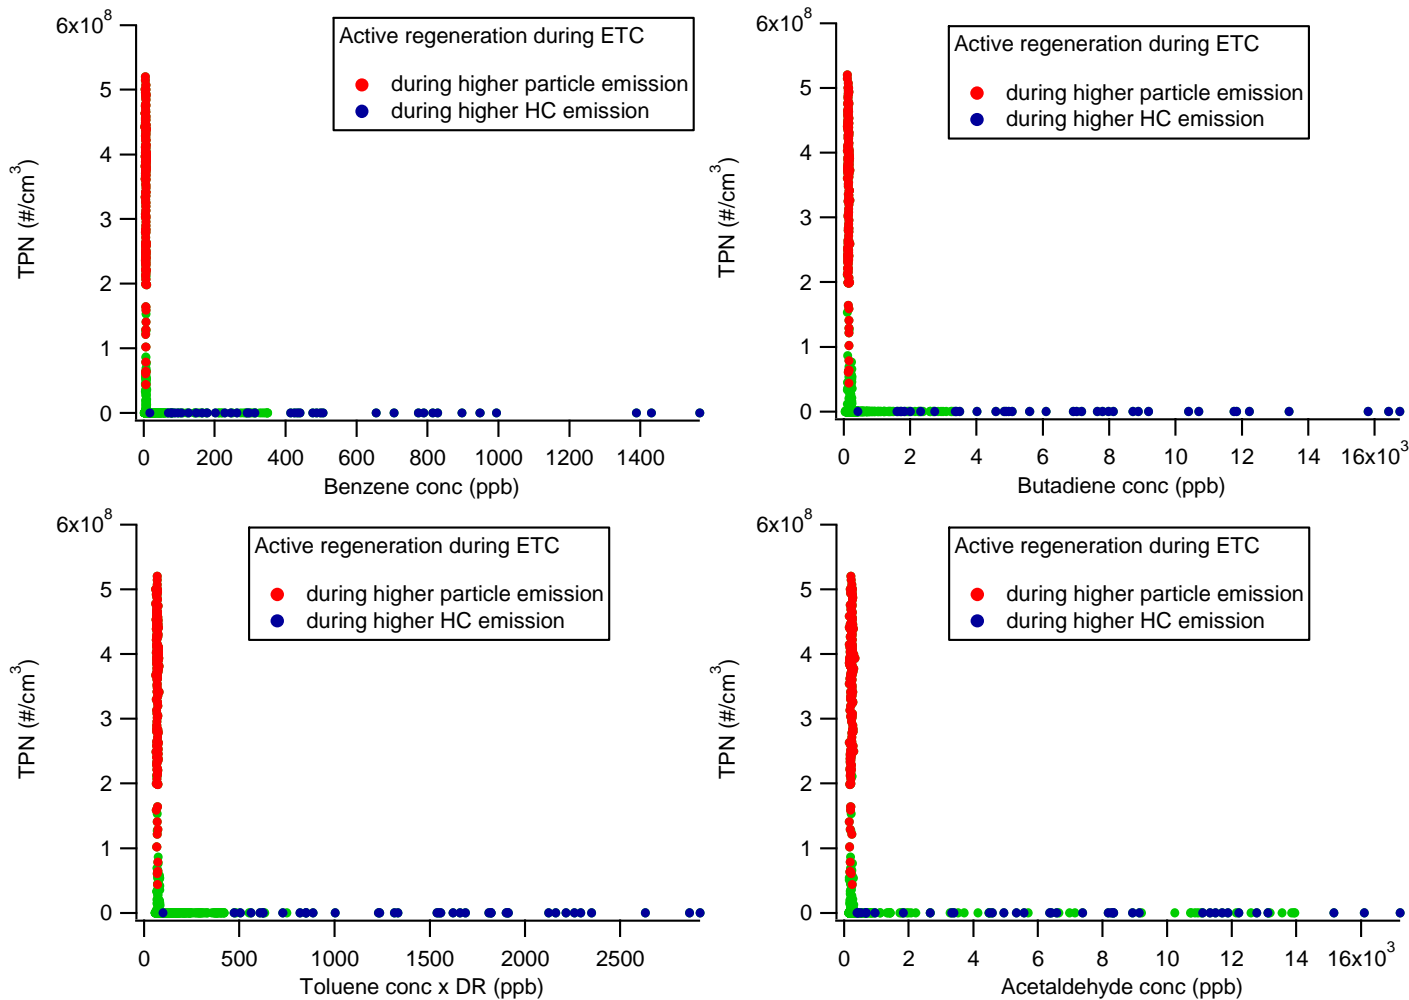 6x10^8
5
4
3
2
1
0
TPN (#/cm^3)
Active regeneration during ETC
during higher particle emission
during higher HC emission
0 200 400 600 800 1000 1200 1400
Benzene conc (ppb)
6x10^8
5
4
3
2
1
0
TPN (#/cm^3)
Active regeneration during ETC
during higher particle emission
during higher HC emission
0 2 4 6 8 10 12 14 16x10^3
Butadiene conc (ppb)
6x10^8
5
4
3
2
1
0
TPN (#/cm^3)
Active regeneration during ETC
during higher particle emission
during higher HC emission
0 500 1000 1500 2000 2500
Toluene conc x DR (ppb)
6x10^8
5
4
3
2
1
0
TPN (#/cm^3)
Active regeneration during ETC
during higher particle emission
during higher HC emission
0 2 4 6 8 10 12 14 16x10^3
Acetaldehyde conc (ppb)